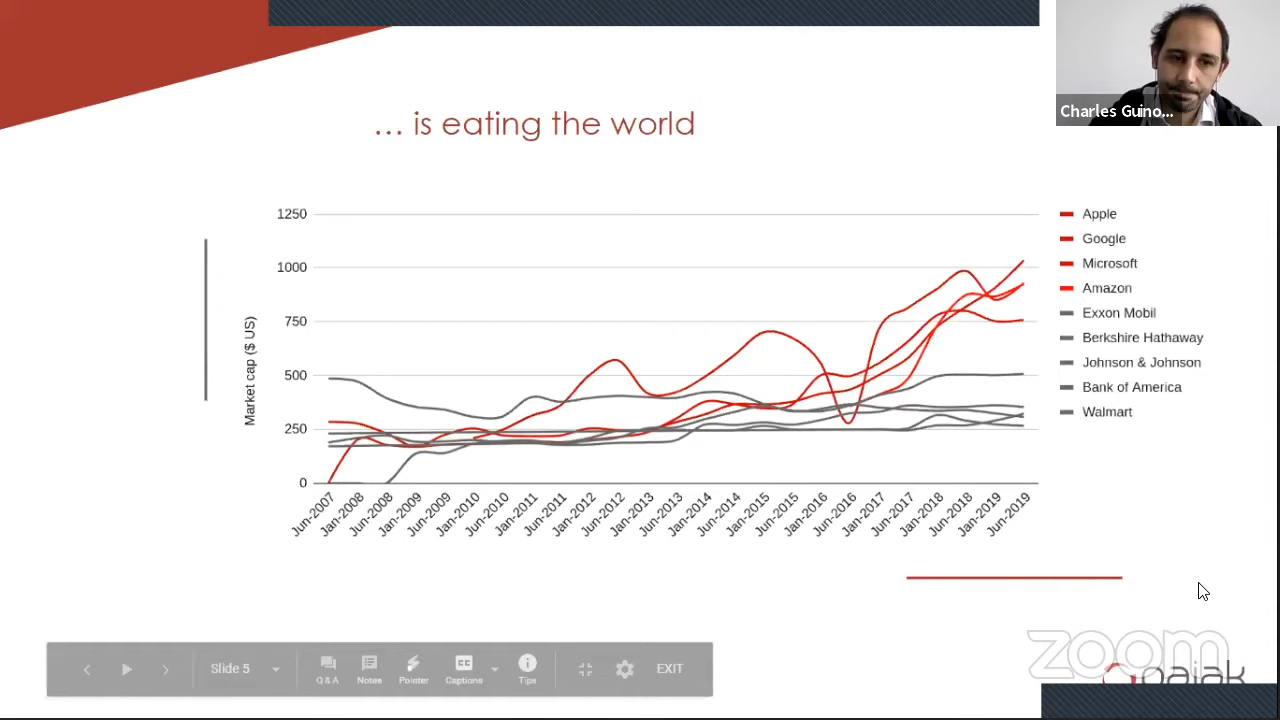 Charles Guino...
... is eating the world
Market cap ($ US)
1250
1000
750
500
250
0
Jun-2007
Jan-2008
Jun-2008
Jan-2009
Jun-2009
Jan-2010
Jun-2010
Jan-2011
Jun-2011
Jan-2012
Jun-2012
Jan-2013
Jun-2013
Jan-2014
Jun-2014
Jan-2015
Jun-2015
Jan-2016
Jun-2016
Jan-2017
Jun-2017
Jan-2018
Jun-2018
Jan-2019
Jun-2019
Apple
Google
Microsoft
Amazon
Exxon Mobil
Berkshire Hathaway
Johnson & Johnson
Bank of America
Walmart
Slide 5
Q & A
Notes
Pointer
CC
Captions
Tips
EXIT
zoom